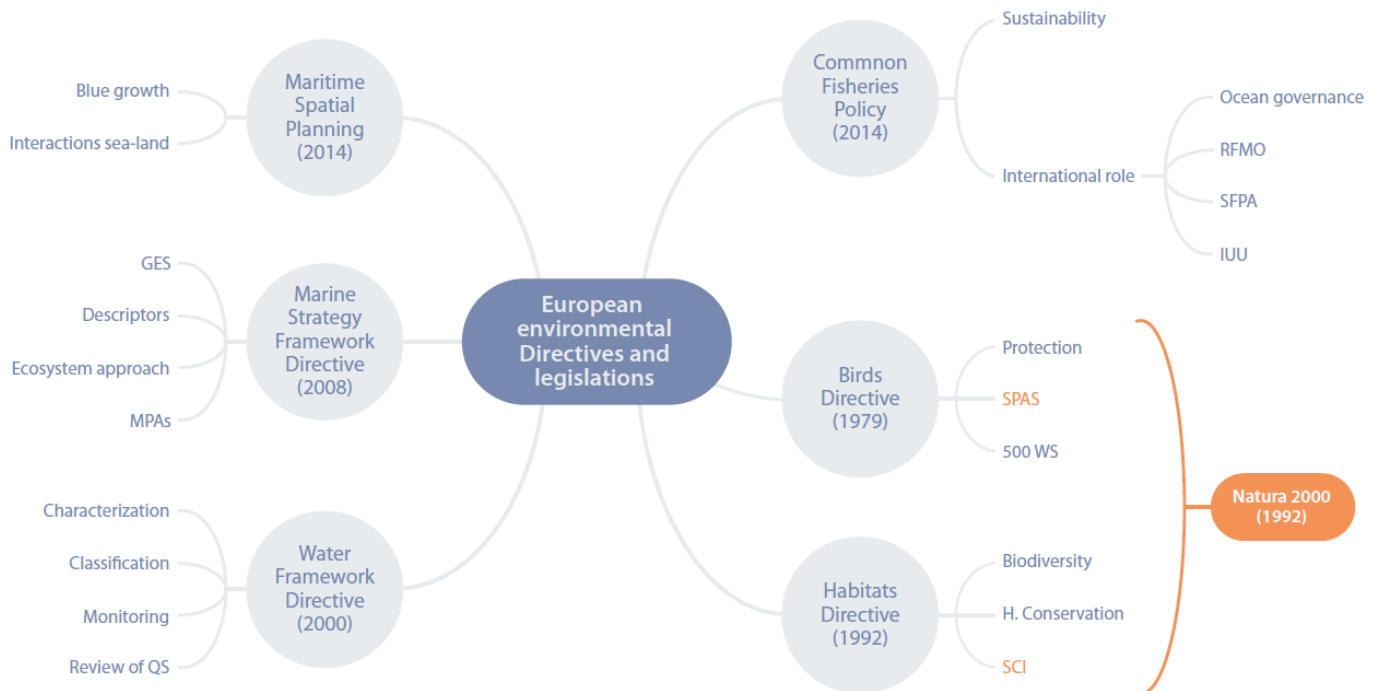 Blue growth
Interactions sea-land
Maritime
Spatial
Planning
(2014)
GES
Descriptors
Ecosystem approach
MPAs
Marine
Strategy
Framework
Directive
(2008)
Characterization
Classification
Monitoring
Review of QS
Water
Framework
Directive
(2000)
European
environmental
Directives and
legislations
Commnon
Fisheries
Policy
(2014)
Sustainability
International role
Ocean governance
RFMO
SFPA
IUU
Birds
Directive
(1979)
Protection
SPAS
500 WS
Habitats
Directive
(1992)
Biodiversity
H. Conservation
SCI
Natura 2000
(1992)